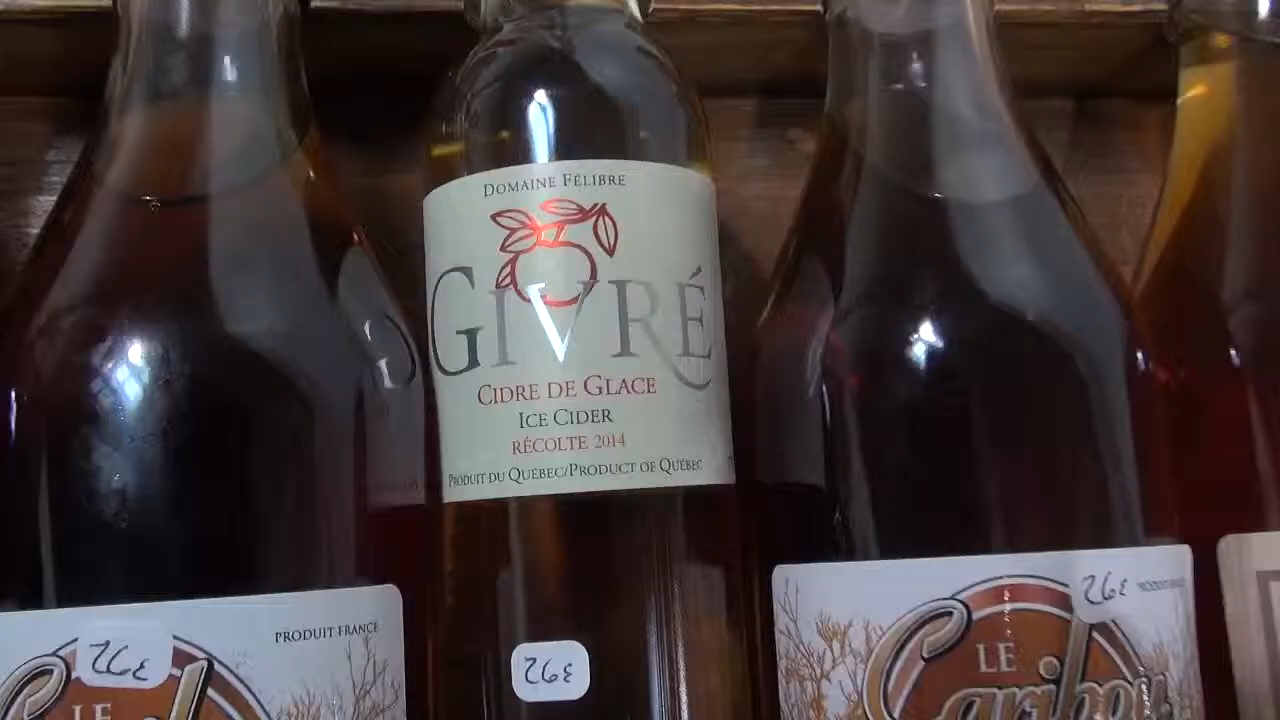 DOMAINE FÉLIBRE
GIVRÉ
CIDRE DE GLACE
ICE CIDER
RÉCOLTE 2014
PRODUIT DU QUÉBEC/PRODUCT OF QUÉBEC
26€
PRODUIT FRANCE
26€
LE
26€
LE
Caribou